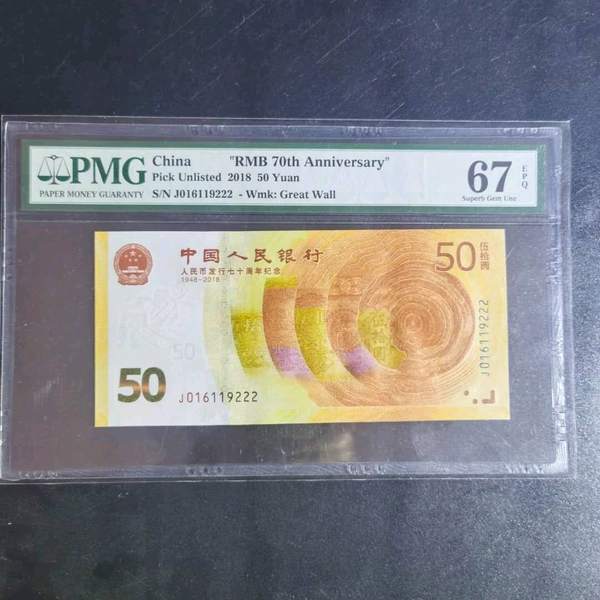 PMG
PAPER MONEY GUARANTY
China "RMB 70th Anniversary"
Pick Unlisted 2018 50 Yuan
S/N J016119222 - Wmk: Great Wall
67 EPQ
Superb Gem Unc
中国人民银行
人民币发行七十周年纪念
1948-2018
50 伍拾圆
J016119222
50
50
J016119222